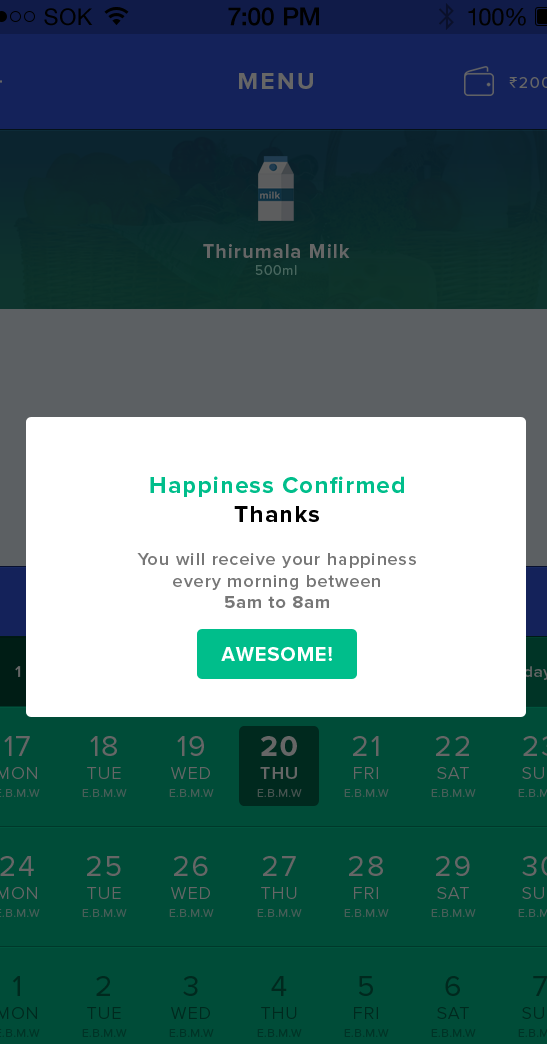 SOK 7:00 PM 100%
MENU ₹200
milk
Thirumala Milk
500ml
Happiness Confirmed
Thanks
You will receive your happiness
every morning between
5am to 8am
AWESOME!
1 day
17 18 19 20 21 22 23
MON TUE WED THU FRI SAT SU
E.B.M.W E.B.M.W E.B.M.W E.B.M.W E.B.M.W E.B.M.W E.B.M
24 25 26 27 28 29 30
MON TUE WED THU FRI SAT SU
E.B.M.W E.B.M.W E.B.M.W E.B.M.W E.B.M.W E.B.M.W E.B.M
1 2 3 4 5 6 7
MON TUE WED THU FRI SAT SU
E.B.M.W E.B.M.W E.B.M.W E.B.M.W E.B.M.W E.B.M.W E.B.M